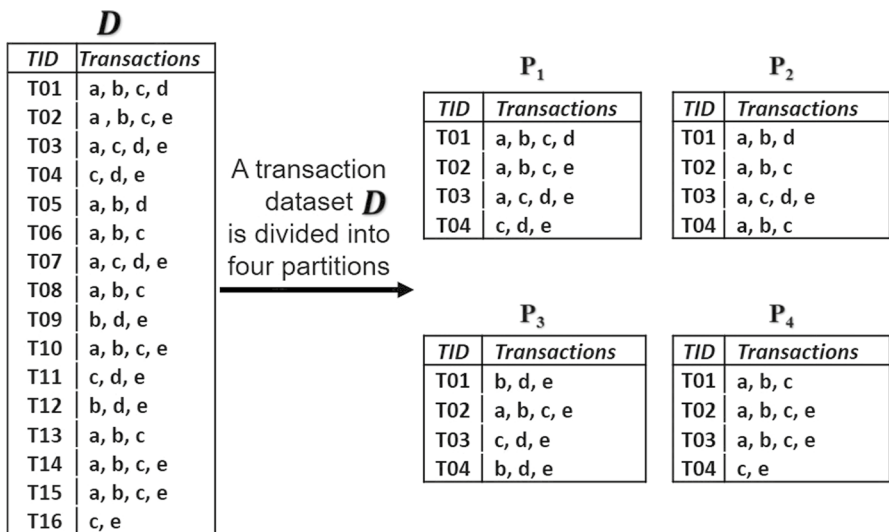 D
TID Transactions
T01 a, b, c, d
T02 a , b, c, e
T03 a, c, d, e
T04 c, d, e
T05 a, b, d
T06 a, b, c
T07 a, c, d, e
T08 a, b, c
T09 b, d, e
T10 a, b, c, e
T11 c, d, e
T12 b, d, e
T13 a, b, c
T14 a, b, c, e
T15 a, b, c, e
T16 c, e
A transaction
dataset D
is divided into
four partitions
P₁
TID Transactions
T01 a, b, c, d
T02 a, b, c, e
T03 a, c, d, e
T04 c, d, e
P₂
TID Transactions
T01 a, b, d
T02 a, b, c
T03 a, c, d, e
T04 a, b, c
P₃
TID Transactions
T01 b, d, e
T02 a, b, c, e
T03 c, d, e
T04 b, d, e
P₄
TID Transactions
T01 a, b, c
T02 a, b, c, e
T03 a, b, c, e
T04 c, e